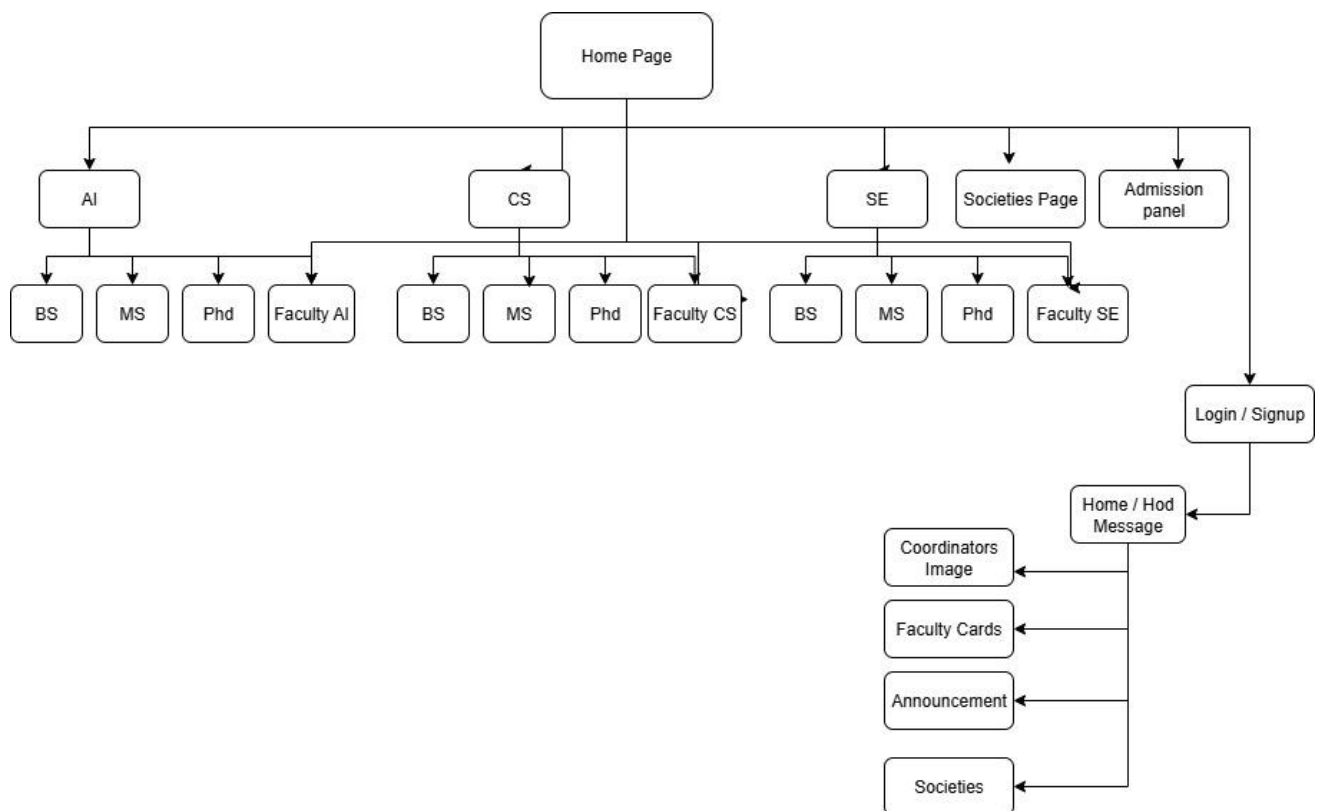 Home Page
AI
CS
SE
Societies Page
Admission
panel
BS
MS
Phd
Faculty AI
BS
MS
Phd
Faculty CS
BS
MS
Phd
Faculty SE
Login / Signup
Home / Hod
Message
Coordinators
Image
Faculty Cards
Announcement
Societies